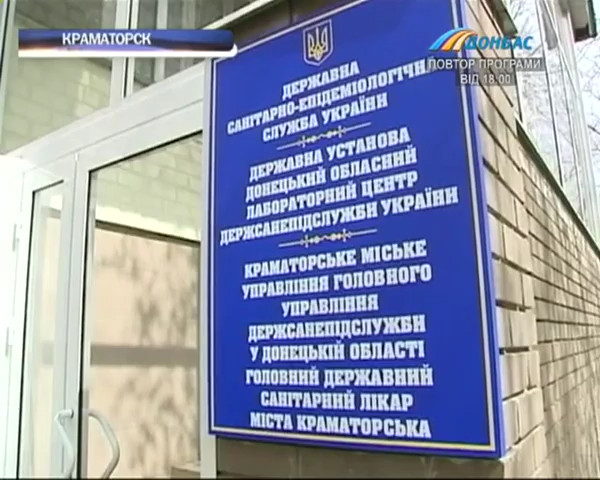 КРАМАТОРСК
ДОНБАС
ПОВТОР ПРОГРАМИ
ВІД 18:00
ДЕРЖАВНА
САНІТАРНО-ЕПІДЕМІОЛОГІЧНА
СЛУЖБА УКРАЇНИ
ДЕРЖАВНА УСТАНОВА
ДОНЕЦЬКИЙ ОБЛАСНИЙ
ЛАБОРАТОРНИЙ ЦЕНТР
ДЕРЖСАНЕПІДСЛУЖБИ УКРАЇНИ
КРАМАТОРСЬКЕ МІСЬКЕ
УПРАВЛІННЯ ГОЛОВНОГО
УПРАВЛІННЯ
ДЕРЖСАНЕПІДСЛУЖБИ
У ДОНЕЦЬКІЙ ОБЛАСТІ
ГОЛОВНИЙ ДЕРЖАВНИЙ
САНІТАРНИЙ ЛІКАР
МІСТА КРАМАТОРСЬКА